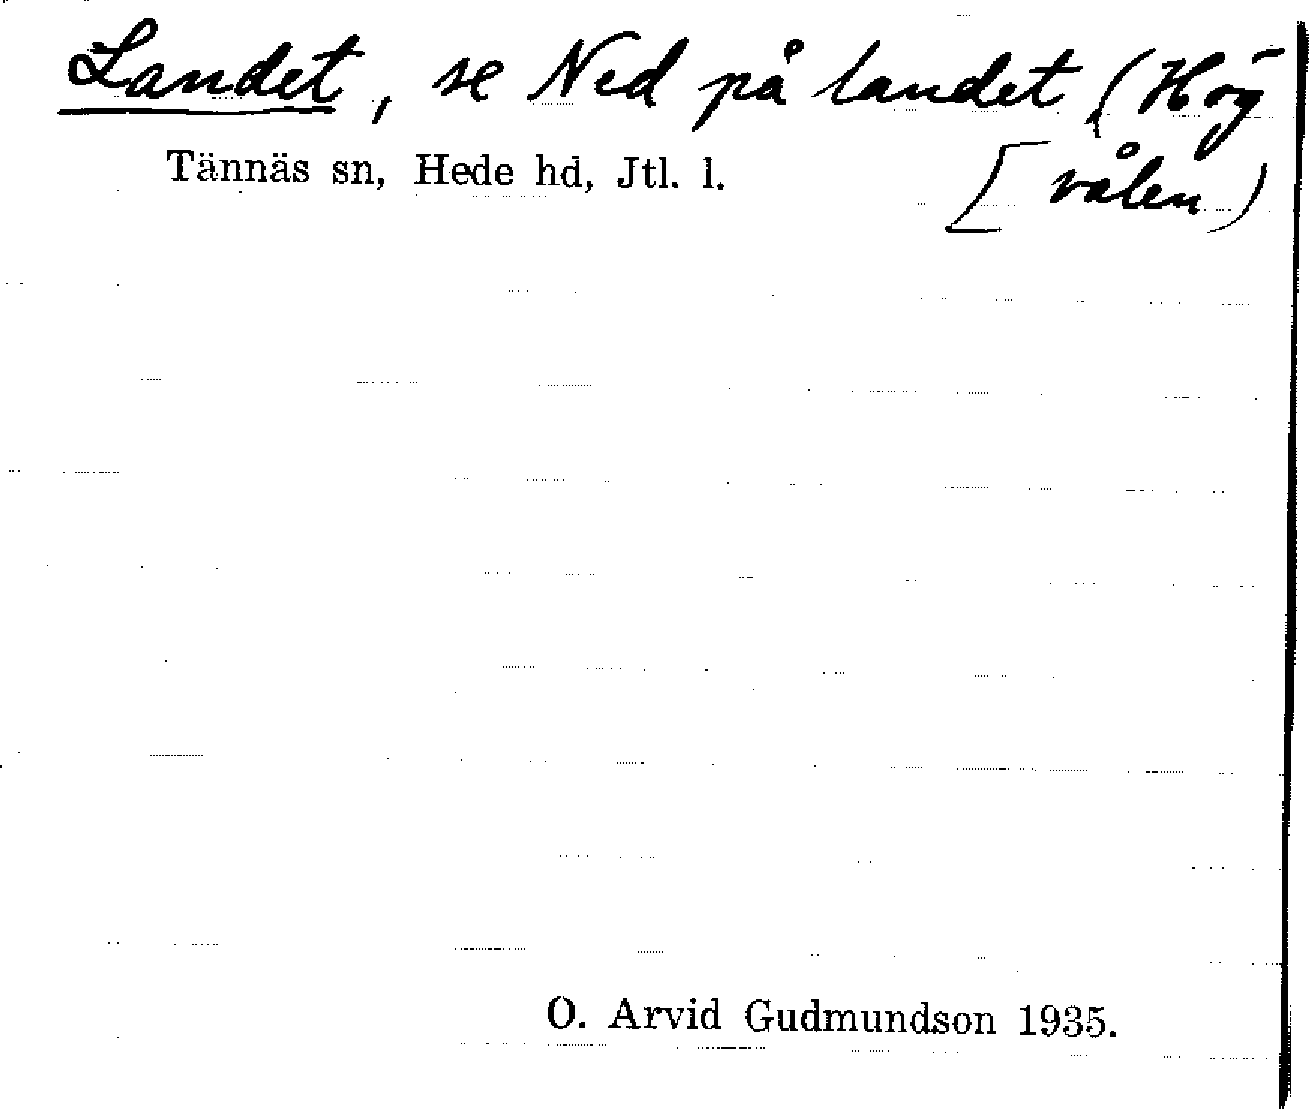 Landet, se Ned på landet (Hög-
Tännäs sn, Hede hd, Jtl. l. [vålen)
O. Arvid Gudmundson 1935.